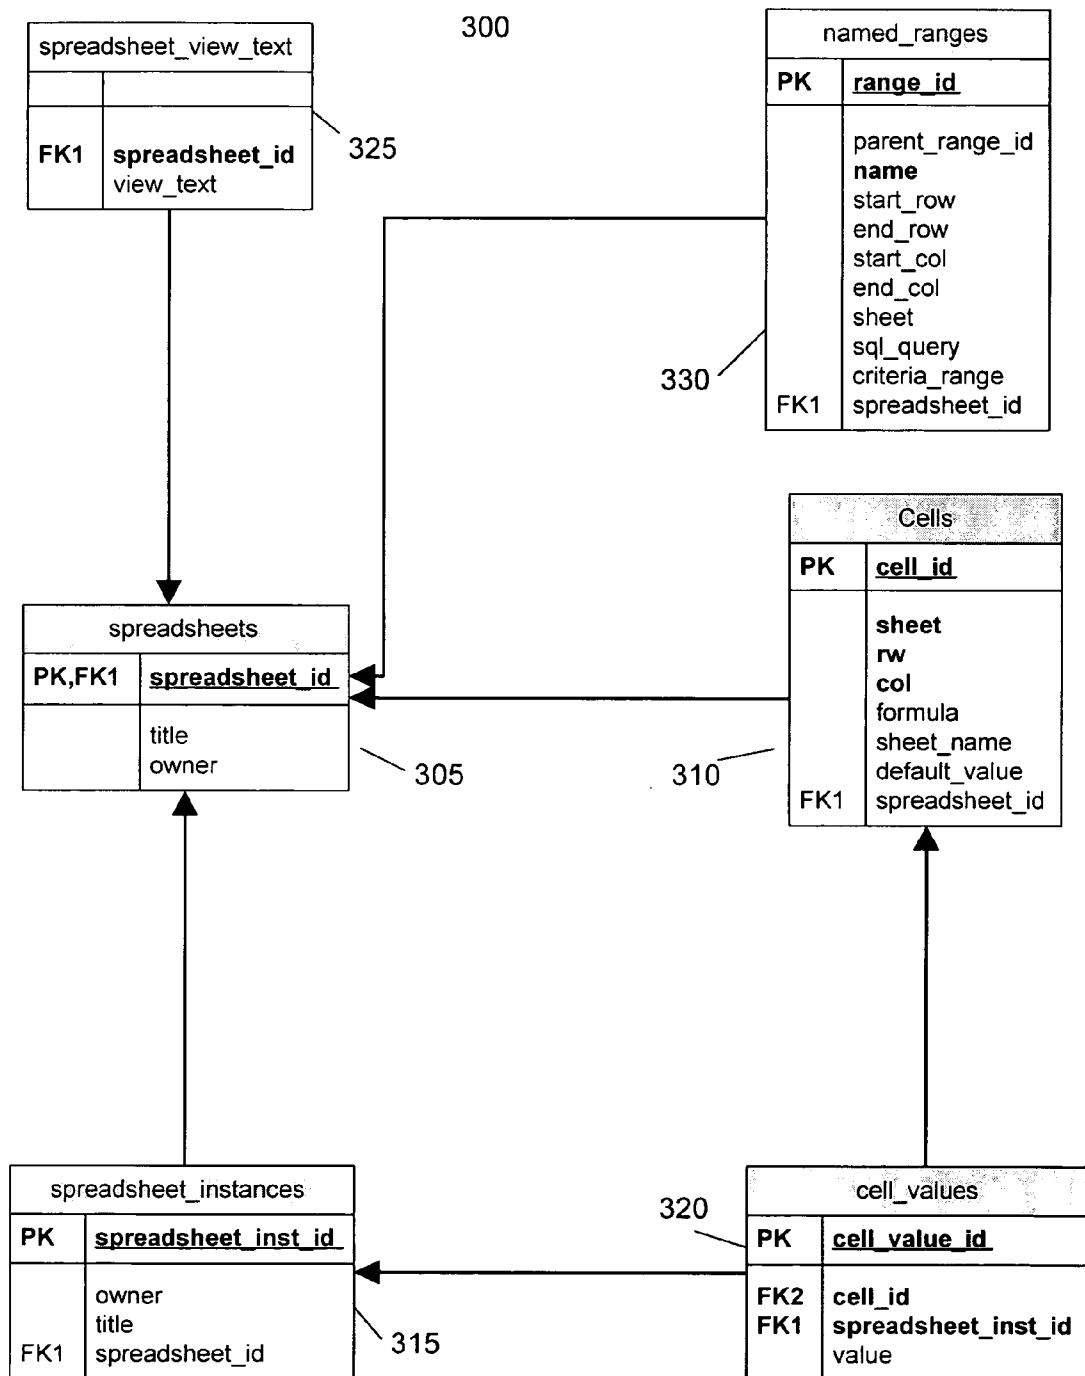 300
spreadsheet_view_text
FK1 spreadsheet_id
view_text
325
named_ranges
PK range_id
parent_range_id
name
start_row
end_row
start_col
end_col
sheet
sql_query
criteria_range
FK1 spreadsheet_id
330
Cells
PK cell_id
sheet
rw
col
formula
sheet_name
default_value
FK1 spreadsheet_id
310
spreadsheets
PK,FK1 spreadsheet_id
title
owner
305
spreadsheet_instances
PK spreadsheet_inst_id
owner
title
FK1 spreadsheet_id
315
cell_values
PK cell_value_id
FK2 cell_id
FK1 spreadsheet_inst_id
value
320